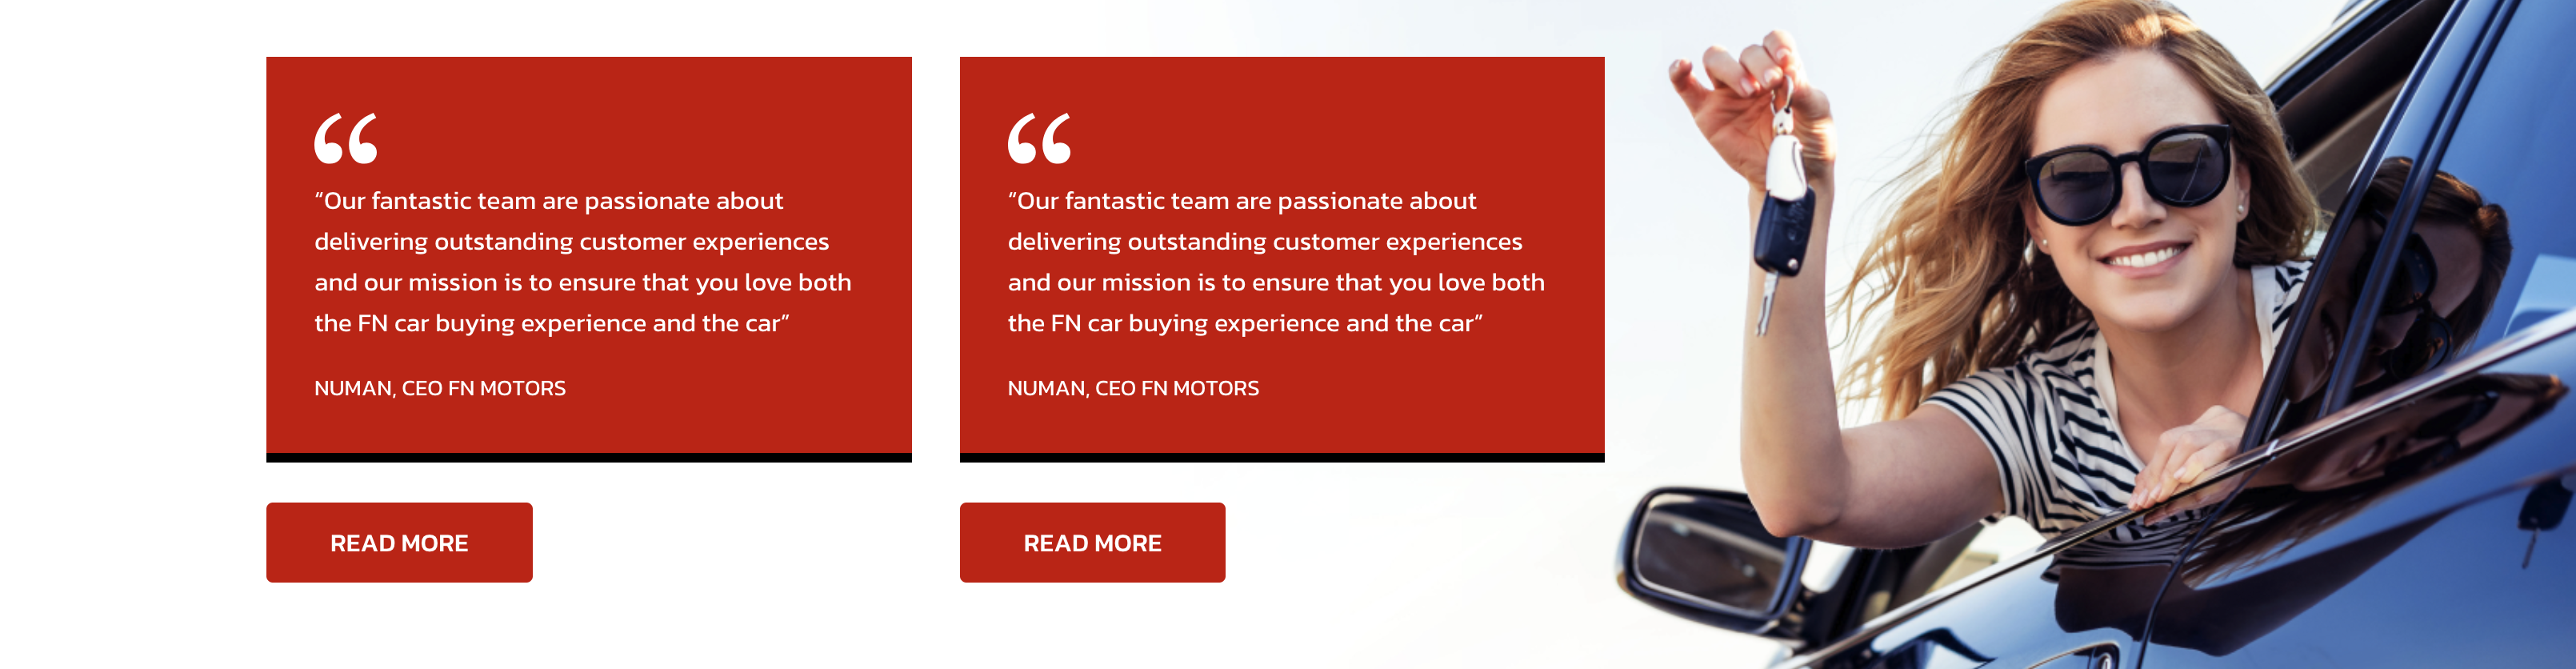 “Our fantastic team are passionate about
delivering outstanding customer experiences
and our mission is to ensure that you love both
the FN car buying experience and the car”
NUMAN, CEO FN MOTORS
READ MORE
“Our fantastic team are passionate about
delivering outstanding customer experiences
and our mission is to ensure that you love both
the FN car buying experience and the car”
NUMAN, CEO FN MOTORS
READ MORE